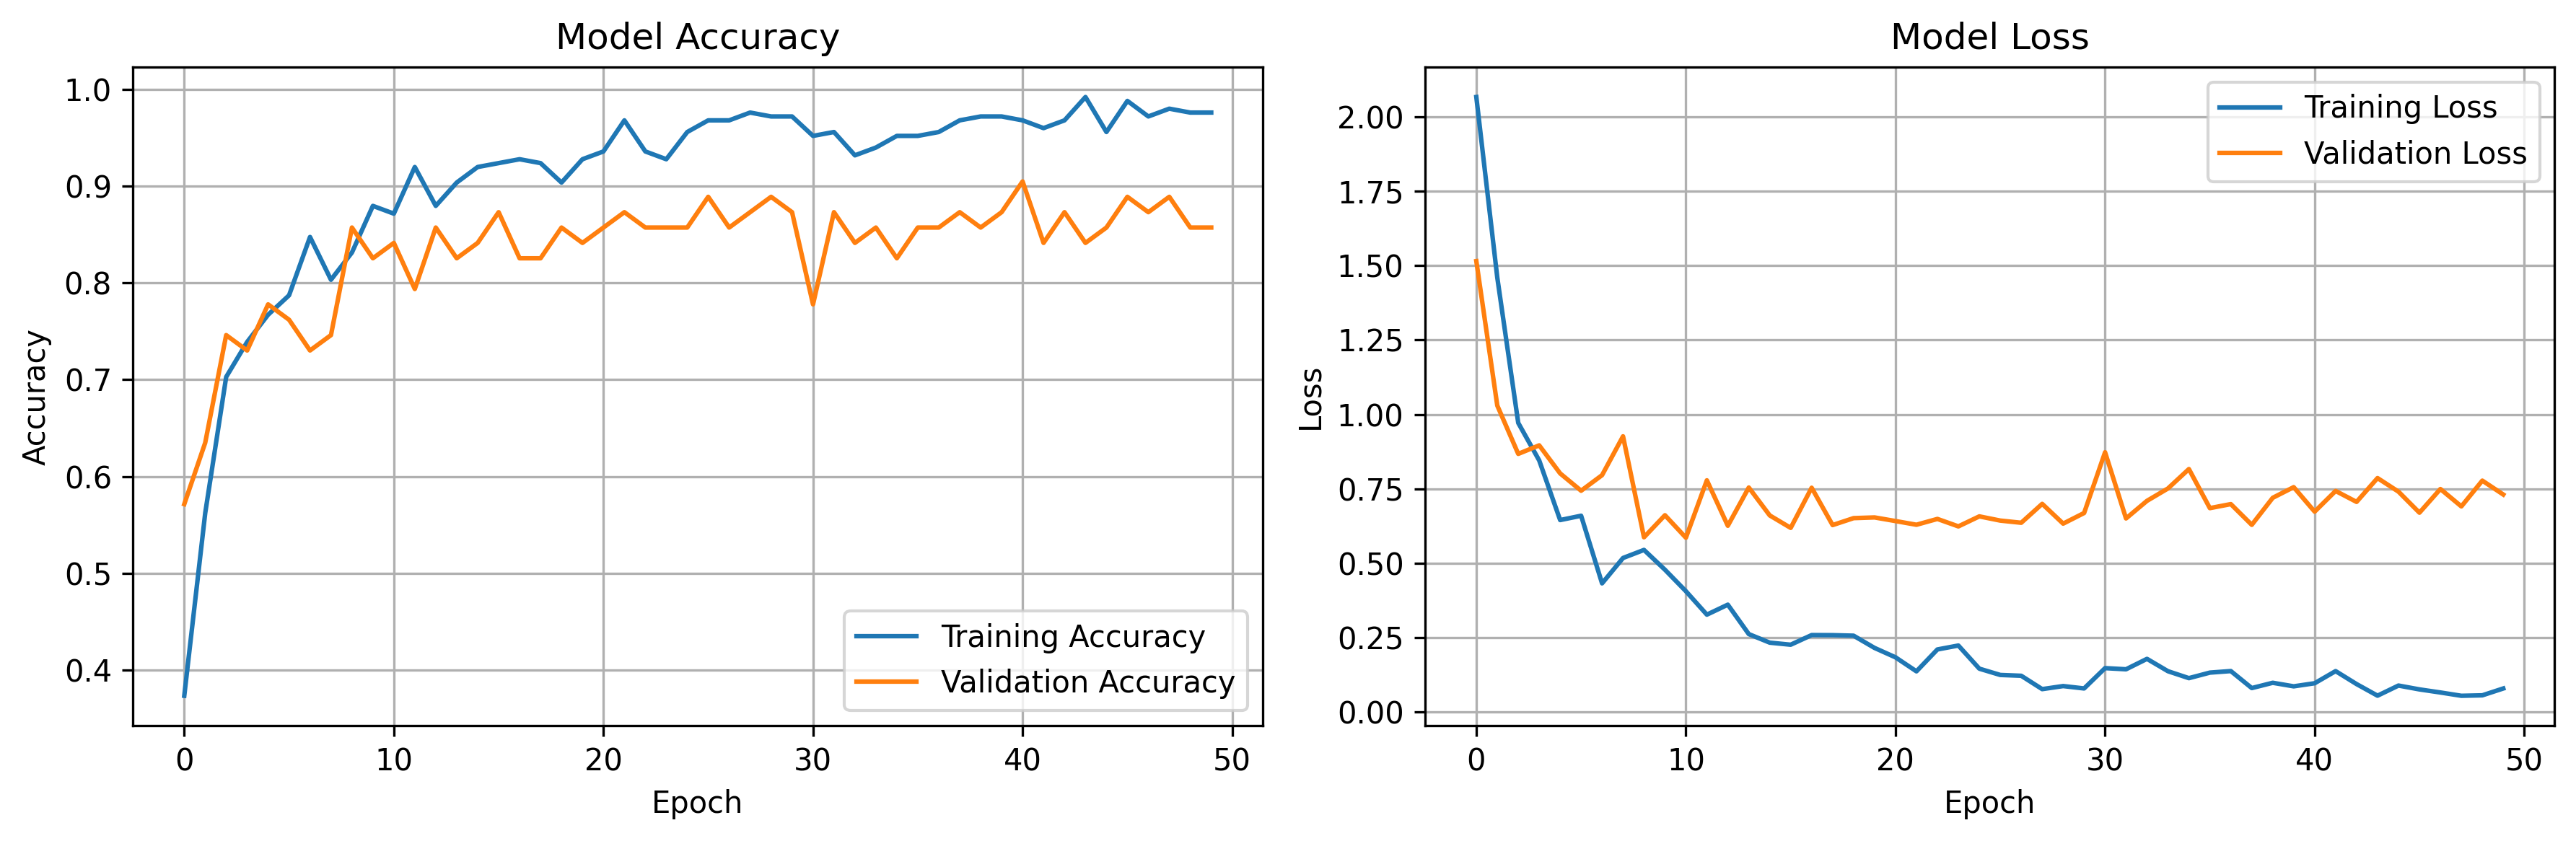 Model Accuracy
1.0
0.9
0.8
0.7
0.6
0.5
0.4
Accuracy
0 10 20 30 40 50
Epoch
Training Accuracy
Validation Accuracy
Model Loss
2.00
1.75
1.50
1.25
1.00
0.75
0.50
0.25
0.00
Loss
0 10 20 30 40 50
Epoch
Training Loss
Validation Loss